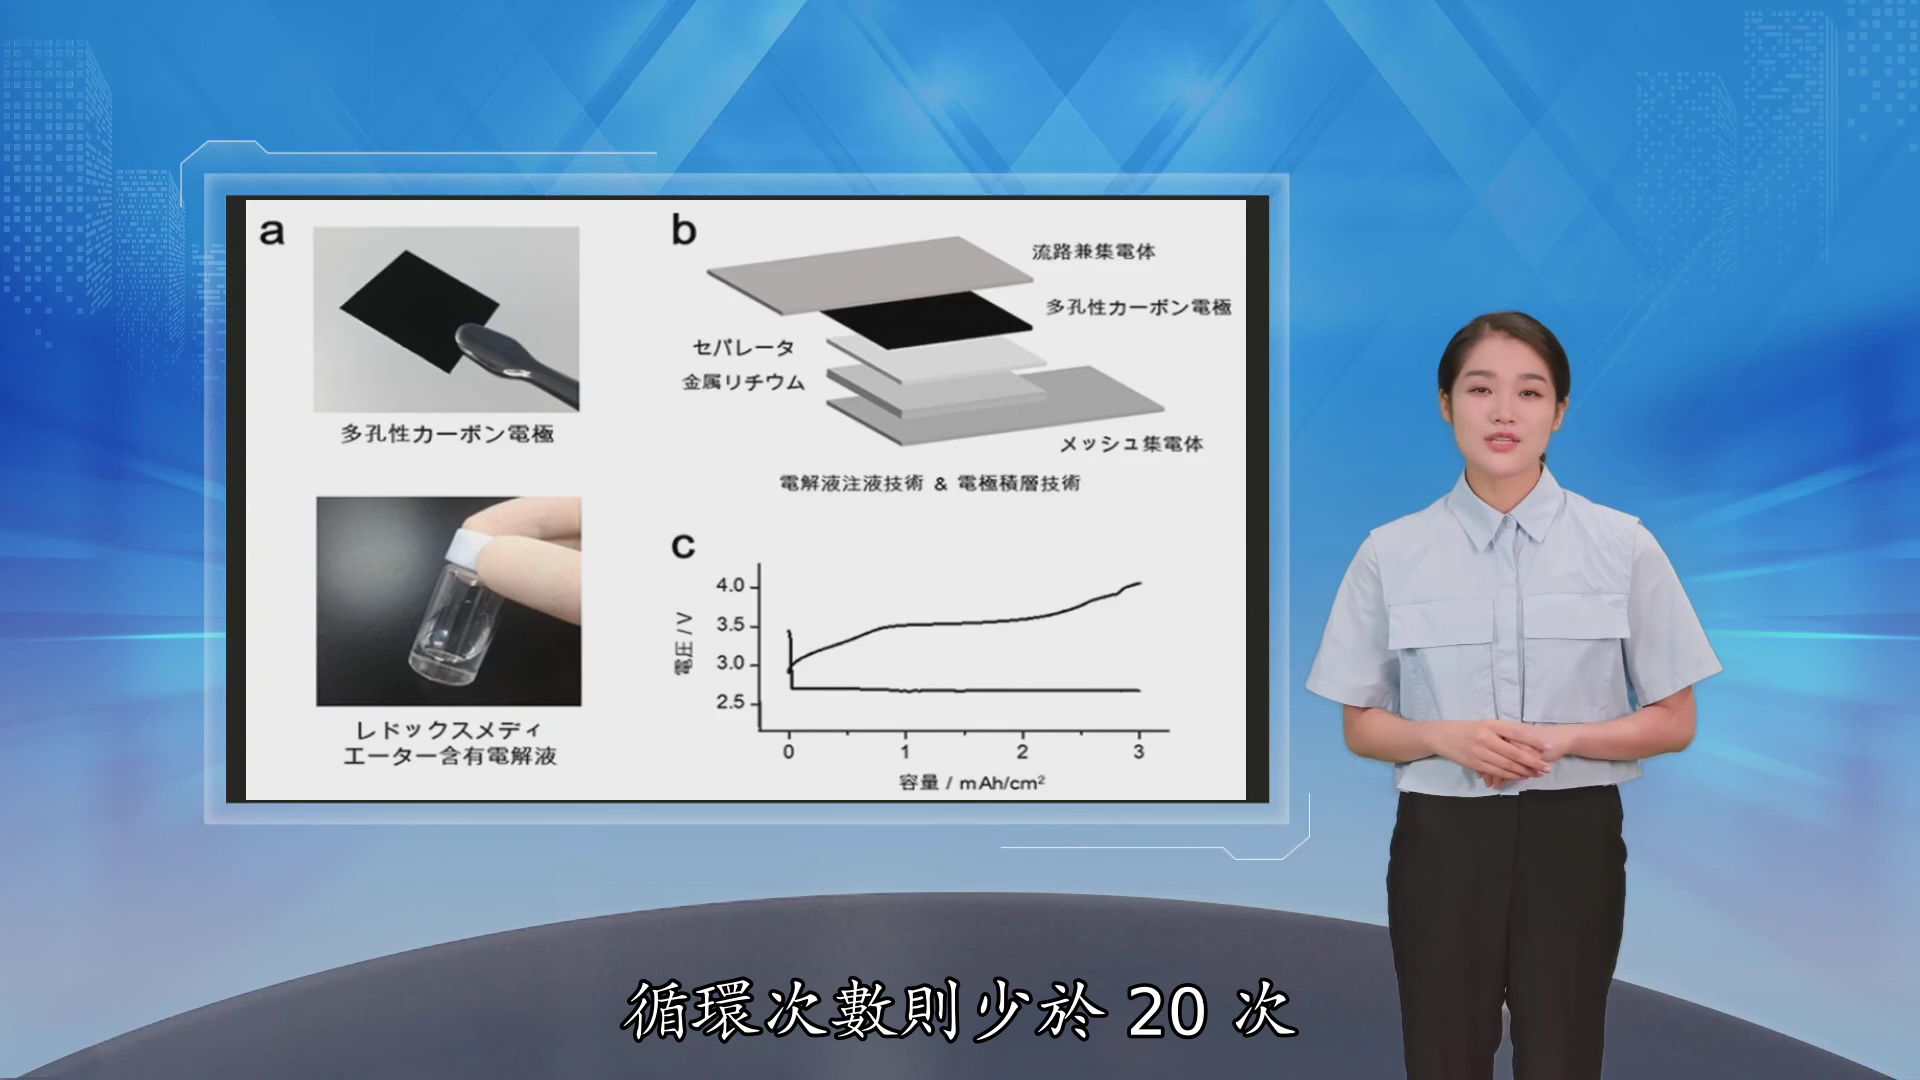 a
多孔性カーボン電極
レドックスメディ
エーター含有電解液
b
流路兼集電体
多孔性カーボン電極
セパレータ
金属リチウム
メッシュ集電体
電解液注液技術 & 電極積層技術
c
電圧 / V
4.0
3.5
3.0
2.5
0 1 2 3
容量 / mAh/cm²
循環次數則少於 20 次